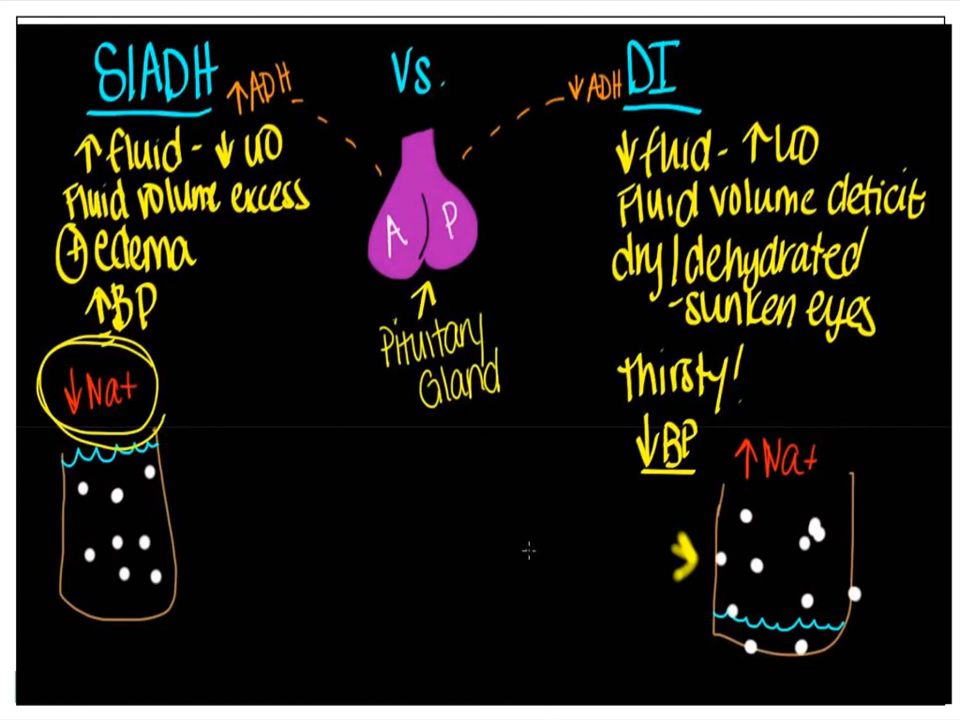 SIADH
↑ADH
Vs.
↓ADH
DI
↑fluid - ↓UO
Fluid volume excess
⊕edema
↑BP
↓Na+
A
P
↑
Pituitary
Gland
↓fluid - ↑UO
Fluid volume deficit
dry/dehydrated
-sunken eyes
thirsty!
↓BP
↑Na+